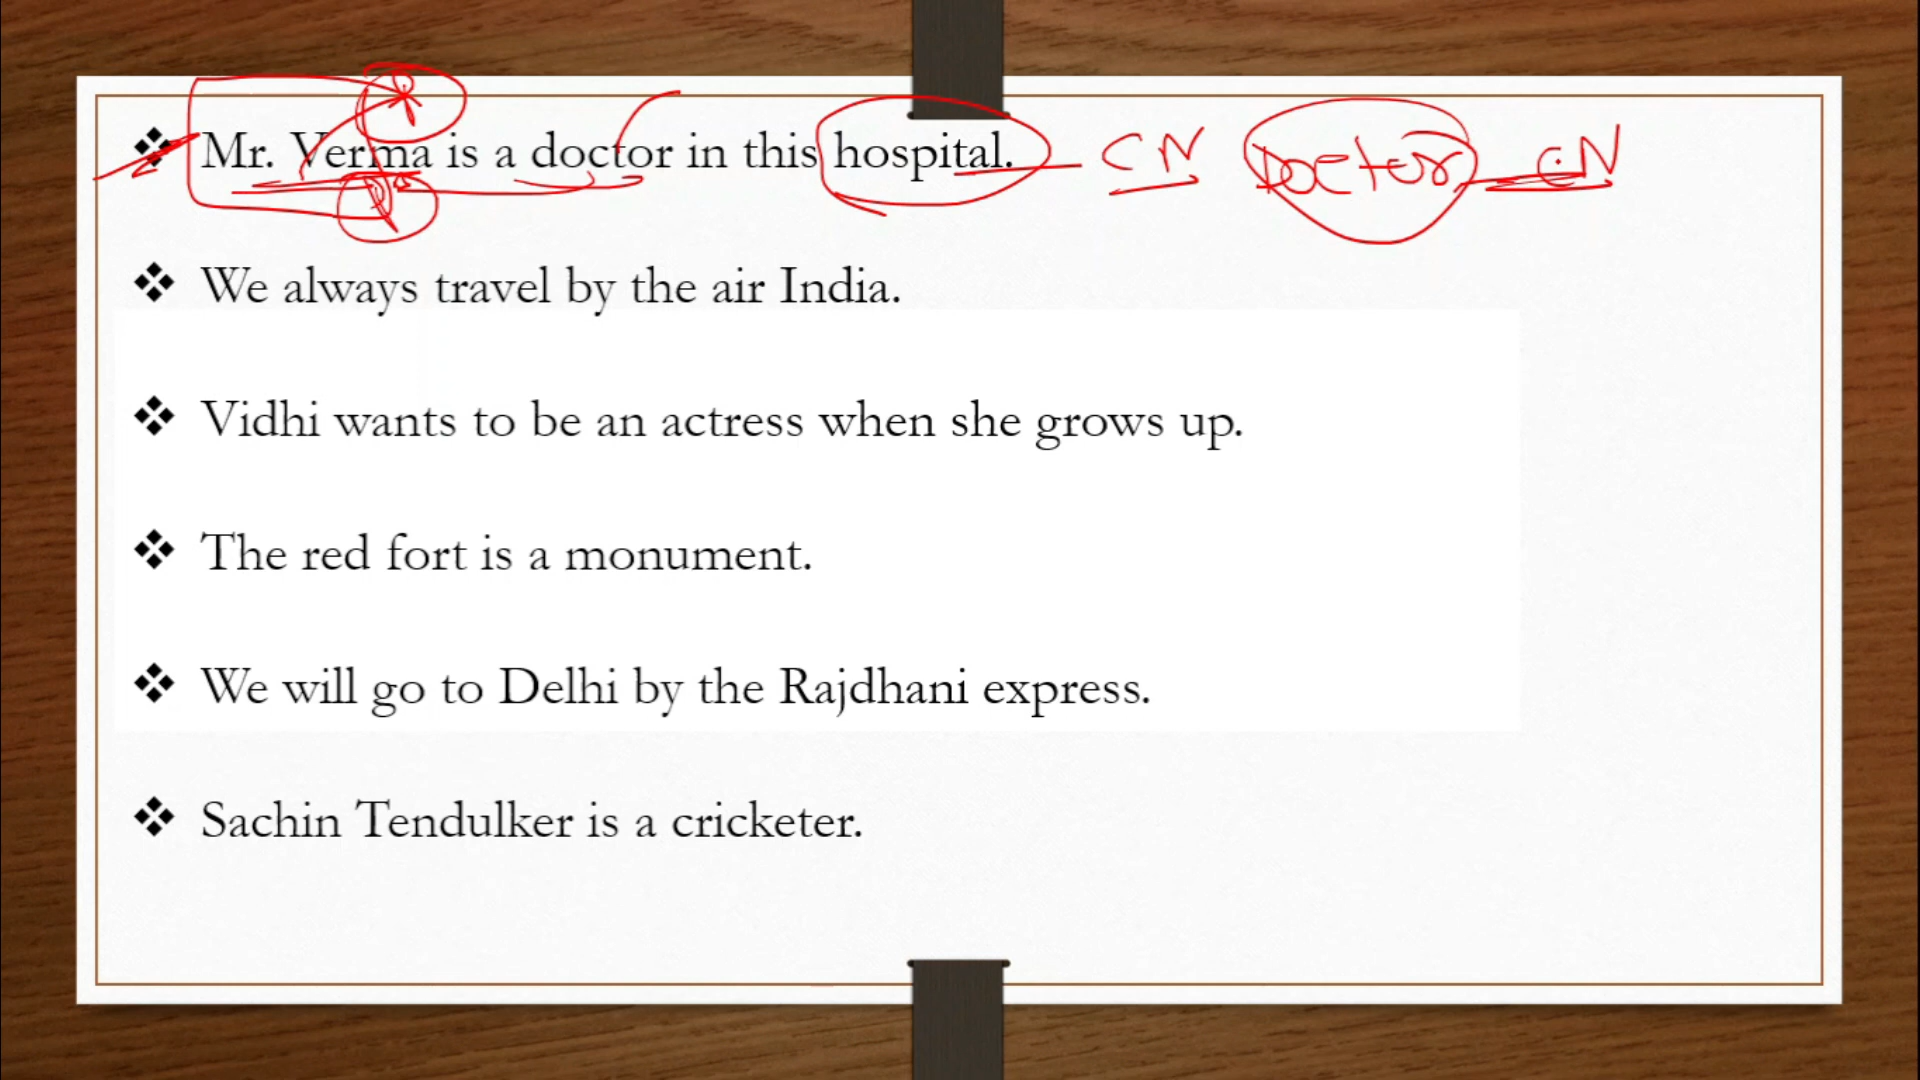 Mr. Verma is a doctor in this hospital. CN Doctor CN
We always travel by the air India.
Vidhi wants to be an actress when she grows up.
The red fort is a monument.
We will go to Delhi by the Rajdhani express.
Sachin Tendulker is a cricketer.